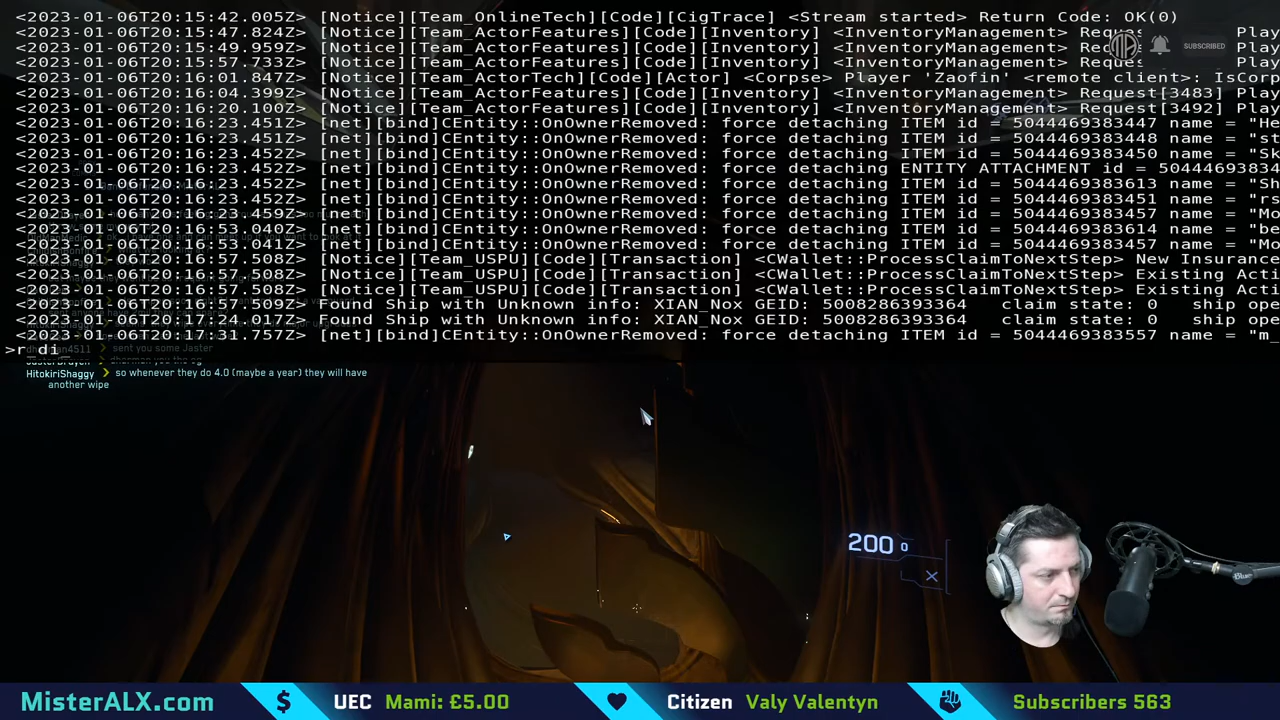 <2023-01-06T20:15:42.005Z> [Notice][Team_OnlineTech][Code][CigTrace] <Stream started> Return Code: OK(0)
<2023-01-06T20:15:47.824Z> [Notice][Team_ActorFeatures][Code][Inventory] <InventoryManagement> Reques Play
<2023-01-06T20:15:49.959Z> [Notice][Team_ActorFeatures][Code][Inventory] <InventoryManagement> Reque Play
<2023-01-06T20:15:57.733Z> [Notice][Team_ActorFeatures][Code][Inventory] <InventoryManagement> Reques Play
SUBSCRIBED
<2023-01-06T20:16:01.847Z> [Notice][Team_ActorTech][Code][Actor] <Corpse> Player 'Zaofin' <remote client>: IsCorp
<2023-01-06T20:16:04.399Z> [Notice][Team_ActorFeatures][Code][Inventory] <InventoryManagement> Request[3483] Play
<2023-01-06T20:16:20.100Z> [Notice][Team_ActorFeatures][Code][Inventory] <InventoryManagement> Request[3492] Play
<2023-01-06T20:16:23.451Z> [net][bind]CEntity::OnOwnerRemoved: force detaching ITEM id = 5044469383447 name = "He
<2023-01-06T20:16:23.451Z> [net][bind]CEntity::OnOwnerRemoved: force detaching ITEM id = 5044469383448 name = "st
<2023-01-06T20:16:23.452Z> [net][bind]CEntity::OnOwnerRemoved: force detaching ITEM id = 5044469383450 name = "Sk
<2023-01-06T20:16:23.452Z> [net][bind]CEntity::OnOwnerRemoved: force detaching ENTITY ATTACHMENT id = 50444693834
<2023-01-06T20:16:23.452Z> [net][bind]CEntity::OnOwnerRemoved: force detaching ITEM id = 5044469383613 name = "Sh
<2023-01-06T20:16:23.452Z> [net][bind]CEntity::OnOwnerRemoved: force detaching ITEM id = 5044469383451 name = "rs
<2023-01-06T20:16:23.459Z> [net][bind]CEntity::OnOwnerRemoved: force detaching ITEM id = 5044469383457 name = "Mo
<2023-01-06T20:16:53.040Z> [net][bind]CEntity::OnOwnerRemoved: force detaching ITEM id = 5044469383614 name = "be
<2023-01-06T20:16:53.041Z> [net][bind]CEntity::OnOwnerRemoved: force detaching ITEM id = 5044469383457 name = "Mo
<2023-01-06T20:16:57.508Z> [Notice][Team_USPU][Code][Transaction] <CWallet::ProcessClaimToNextStep> New Insurance
<2023-01-06T20:16:57.508Z> [Notice][Team_USPU][Code][Transaction] <CWallet::ProcessClaimToNextStep> Existing Acti
<2023-01-06T20:16:57.508Z> [Notice][Team_USPU][Code][Transaction] <CWallet::ProcessClaimToNextStep> Existing Acti
<2023-01-06T20:16:57.509Z> Found Ship with Unknown info: XIAN_Nox GEID: 5008286393364 claim state: 0 ship ope
<2023-01-06T20:17:24.017Z> Found Ship with Unknown info: XIAN_Nox GEID: 5008286393364 claim state: 0 ship ope
<2023-01-06T20:17:31.757Z> [net][bind]CEntity::OnOwnerRemoved: force detaching ITEM id = 5044469383557 name = "m_
>r_di_
sent you some Jaster
HitokiriShaggy so whenever they do 4.0 (maybe a year) they will have
another wipe
200 0
Blue
MisterALX.com UEC Mami: £5.00 Citizen Valy Valentyn Subscribers 563